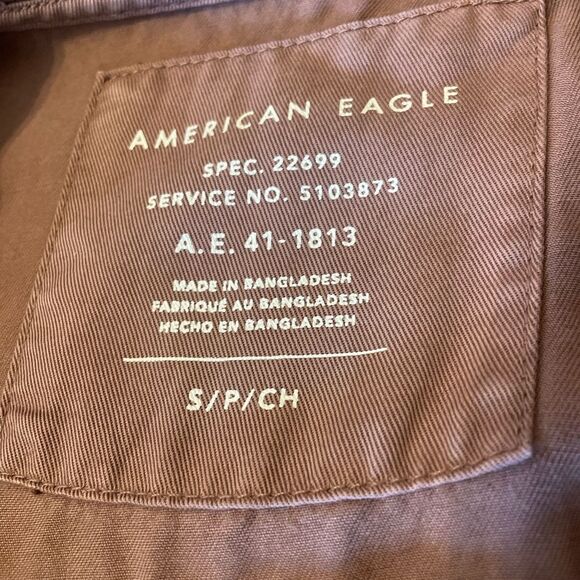 AMERICAN EAGLE
SPEC. 22699
SERVICE NO. 5103873
A.E. 41-1813
MADE IN BANGLADESH
FABRIQUÉ AU BANGLADESH
HECHO EN BANGLADESH
S/P/CH